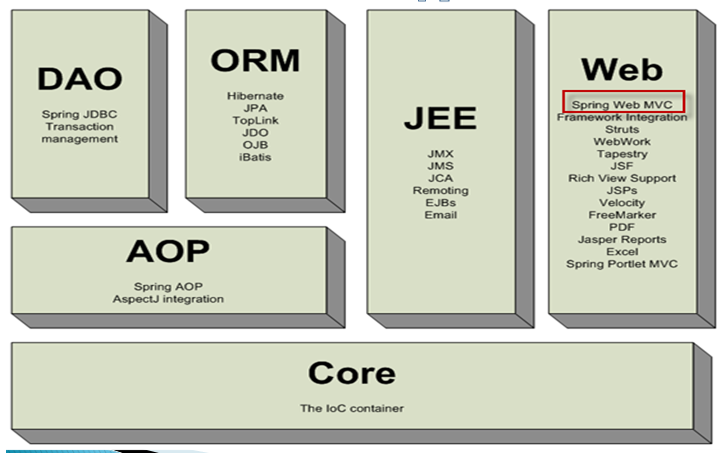 DAO
Spring JDBC
Transaction
management
ORM
Hibernate
JPA
TopLink
JDO
OJB
iBatis
JEE
JMX
JMS
JCA
Remoting
EJBs
Email
Web
Spring Web MVC
Framework Integration
Struts
WebWork
Tapestry
JSF
Rich View Support
JSPs
Velocity
FreeMarker
PDF
Jasper Reports
Excel
Spring Portlet MVC
AOP
Spring AOP
AspectJ integration
Core
The IoC container